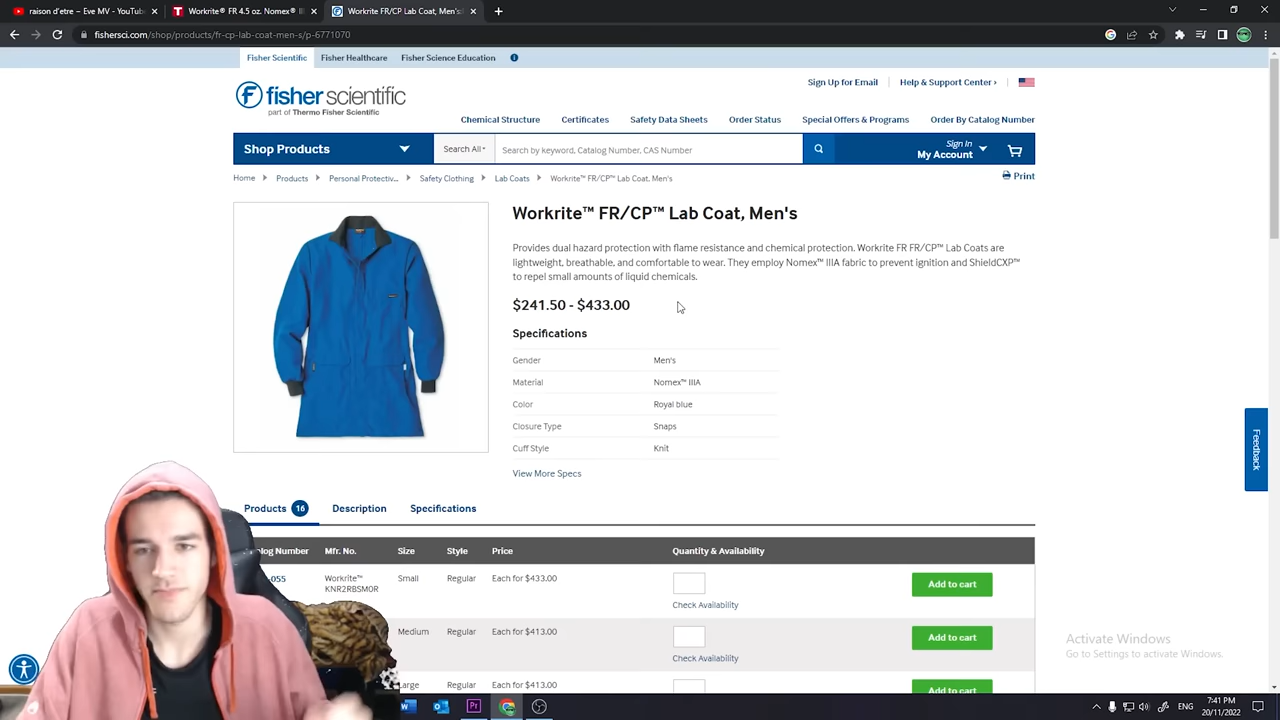 raison d'etre – Eve MV - YouTub
Workrite® FR 4.5 oz. Nomex® IIIA
Workrite FR/CP Lab Coat, Men's
fishersci.com/shop/products/fr-cp-lab-coat-men-s/p-6771070
Fisher Scientific Fisher Healthcare Fisher Science Education
fisher scientific
part of Thermo Fisher Scientific
Sign Up for Email Help & Support Center ›
Chemical Structure Certificates Safety Data Sheets Order Status Special Offers & Programs Order By Catalog Number
Shop Products Search All Search by keyword, Catalog Number, CAS Number
Sign In
My Account
Home Products Personal Protectiv... Safety Clothing Lab Coats Workrite™ FR/CP™ Lab Coat, Men's
Print
Workrite™ FR/CP™ Lab Coat, Men's
Provides dual hazard protection with flame resistance and chemical protection. Workrite FR FR/CP™ Lab Coats are
lightweight, breathable, and comfortable to wear. They employ Nomex™ IIIA fabric to prevent ignition and ShieldCXP™
to repel small amounts of liquid chemicals.
$241.50 - $433.00
Specifications
Gender Men's
Material Nomex™ IIIA
Color Royal blue
Closure Type Snaps
Cuff Style Knit
View More Specs
Feedback
Products 16 Description Specifications
log Number Mfr. No. Size Style Price Quantity & Availability
-055 Workrite™ Small Regular Each for $433.00 Add to cart
KNR2RBSM0R
Check Availability
Medium Regular Each for $413.00 Add to cart
Check Availability
Large Regular Each for $413.00 Add to cart
Activate Windows
Go to Settings to activate Windows.
ENG
7:41 PM
20/11/2022